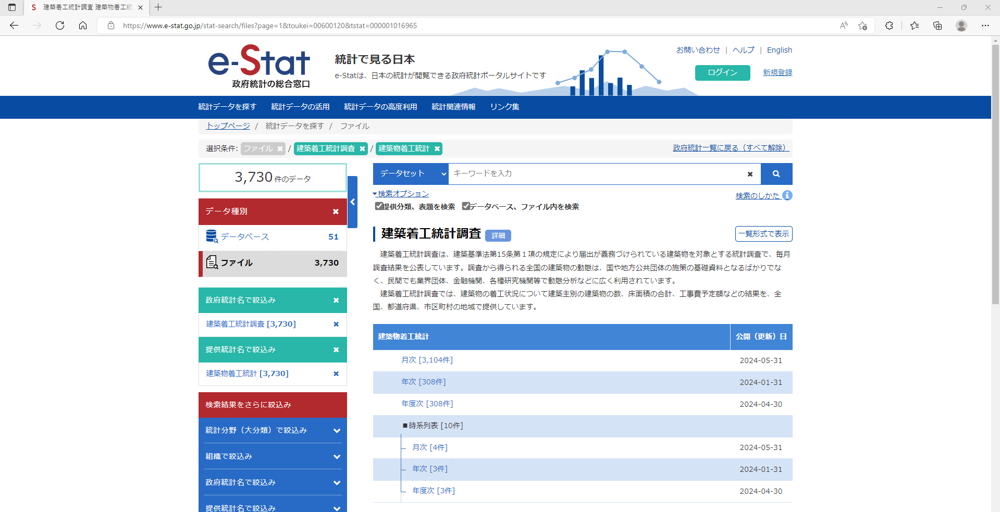 建築着工統計調査 建築物着工統
https://www.e-stat.go.jp/stat-search/files?page=1&toukei=00600120&tstat=000001016965
e-Stat
政府統計の総合窓口
統計で見る日本
e-Statは、日本の統計が閲覧できる政府統計ポータルサイトです
お問い合わせ | ヘルプ | English
ログイン 新規登録
統計データを探す 統計データの活用 統計データの高度利用 統計関連情報 リンク集
トップページ / 統計データを探す / ファイル
選択条件: ファイル / 建築着工統計調査 / 建築物着工統計
政府統計一覧に戻る（すべて解除）
3,730 件のデータ
データ種別
データベース 51
ファイル 3,730
政府統計名で絞込み
建築着工統計調査 [3,730]
提供統計名で絞込み
建築物着工統計 [3,730]
検索結果をさらに絞込み
統計分野（大分類）で絞込み
組織で絞込み
政府統計名で絞込み
提供統計名で絞込み
データセット キーワードを入力
検索オプション
検索のしかた
提供分類、表題を検索 データベース、ファイル内を検索
建築着工統計調査 詳細
一覧形式で表示
建築着工統計調査は、建築基準法第15条第１項の規定により届出が義務づけられている建築物を対象とする統計調査で、毎月
調査結果を公表しています。調査から得られる全国の建築物の動態は、国や地方公共団体の施策の基礎資料となるばかりでな
く、民間でも業界団体、金融機関、各種研究機関等で動態分析などに広く利用されています。
建築着工統計調査では、建築物の着工状況について建築主別の建築物の数、床面積の合計、工事費予定額などの結果を、全
国、都道府県、市区町村の地域で提供しています。
建築物着工統計 公開（更新）日
月次 [3,104件] 2024-05-31
年次 [308件] 2024-01-31
年度次 [308件] 2024-04-30
■時系列表 [10件]
月次 [4件] 2024-05-31
年次 [3件] 2024-01-31
年度次 [3件] 2024-04-30